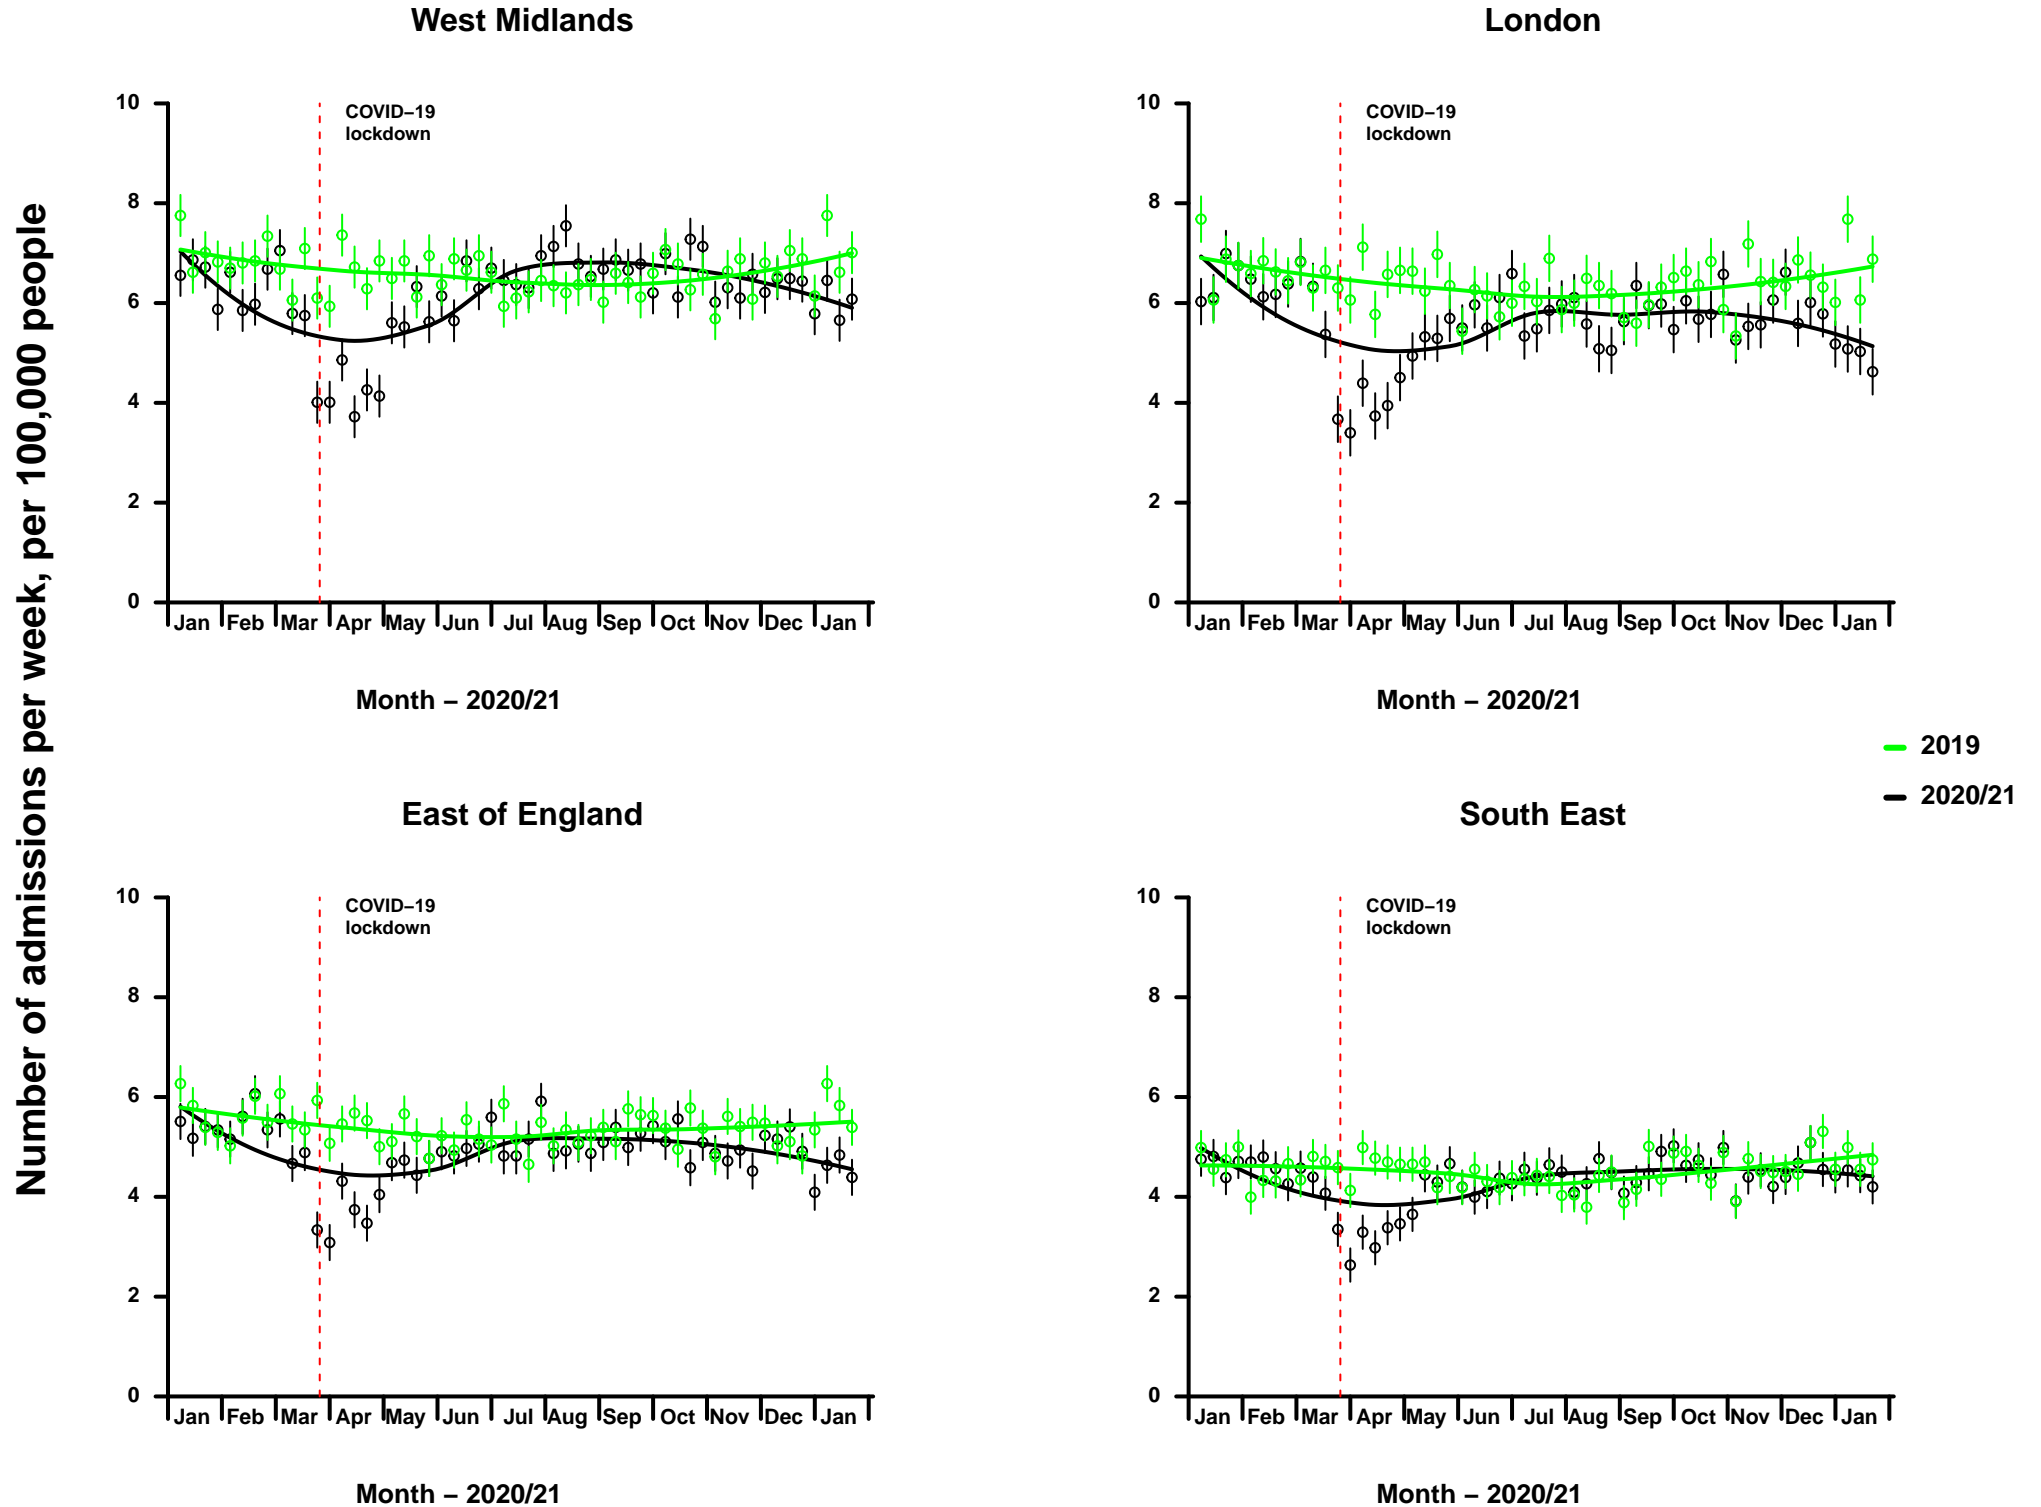 West Midlands
London
Number of admissions per week, per 100,000 people
10
8
6
4
2
0
COVID–19
lockdown
Jan Feb Mar Apr May Jun Jul Aug Sep Oct Nov Dec Jan
Month – 2020/21
10
8
6
4
2
0
COVID–19
lockdown
Jan Feb Mar Apr May Jun Jul Aug Sep Oct Nov Dec Jan
Month – 2020/21
2019
2020/21
East of England
South East
10
8
6
4
2
0
COVID–19
lockdown
Jan Feb Mar Apr May Jun Jul Aug Sep Oct Nov Dec Jan
Month – 2020/21
10
8
6
4
2
0
COVID–19
lockdown
Jan Feb Mar Apr May Jun Jul Aug Sep Oct Nov Dec Jan
Month – 2020/21